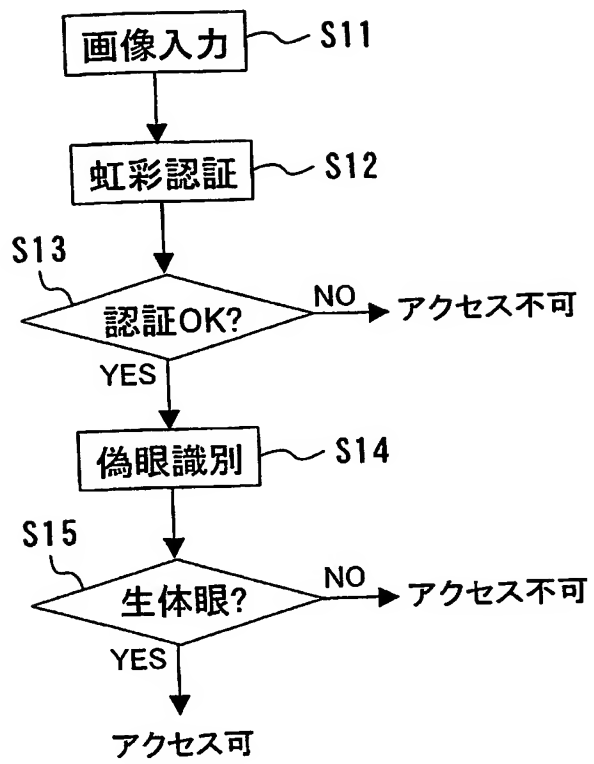 画像入力 S11
虹彩認証 S12
S13
認証OK? NO アクセス不可
YES
偽眼識別 S14
S15
生体眼? NO アクセス不可
YES
アクセス可